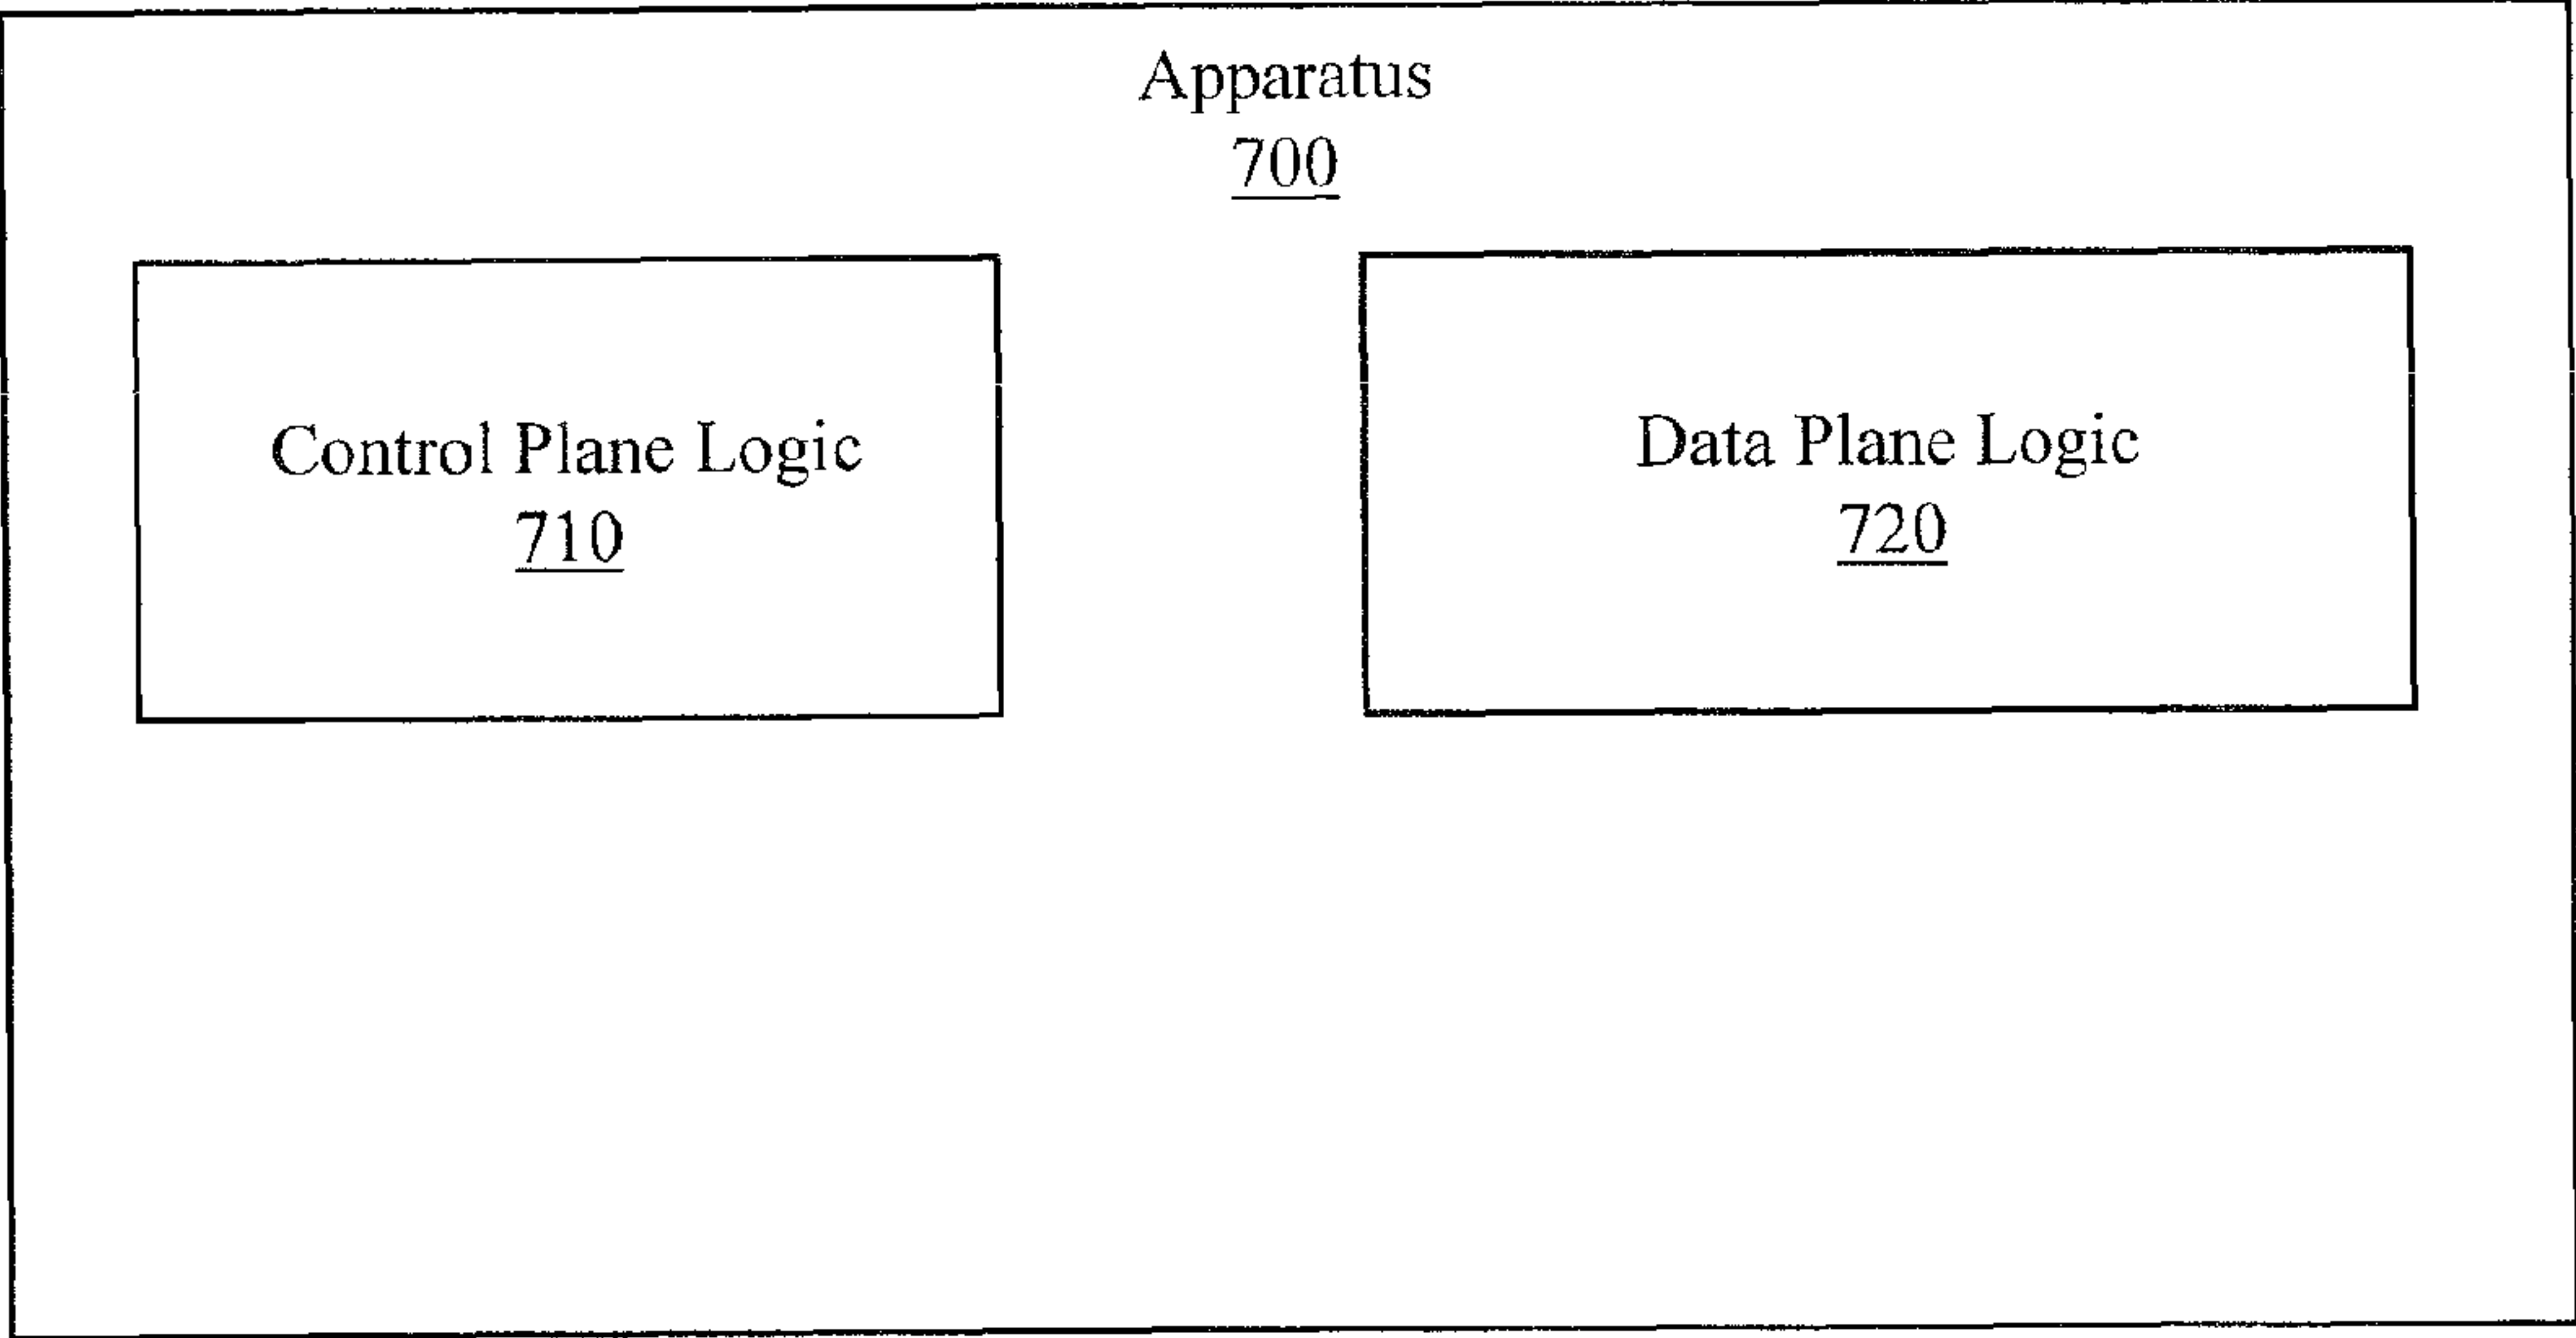 Apparatus
700
Control Plane Logic
710
Data Plane Logic
720